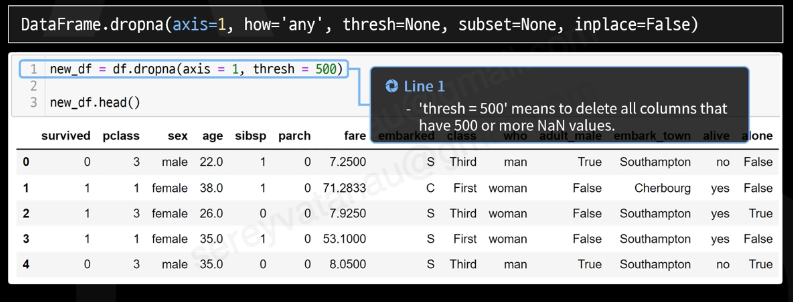 DataFrame.dropna(axis=1, how='any', thresh=None, subset=None, inplace=False)
1 new_df = df.dropna(axis = 1, thresh = 500)
2
3 new_df.head()
Line 1
- 'thresh = 500' means to delete all columns that
have 500 or more NaN values.
survived pclass sex age sibsp parch fare embarked class who adult_male embark_town alive alone
0 0 3 male 22.0 1 0 7.2500 S Third man True Southampton no False
1 1 1 female 38.0 1 0 71.2833 C First woman False Cherbourg yes False
2 1 3 female 26.0 0 0 7.9250 S Third woman False Southampton yes True
3 1 1 female 35.0 1 0 53.1000 S First woman False Southampton yes False
4 0 3 male 35.0 0 0 8.0500 S Third man True Southampton no True